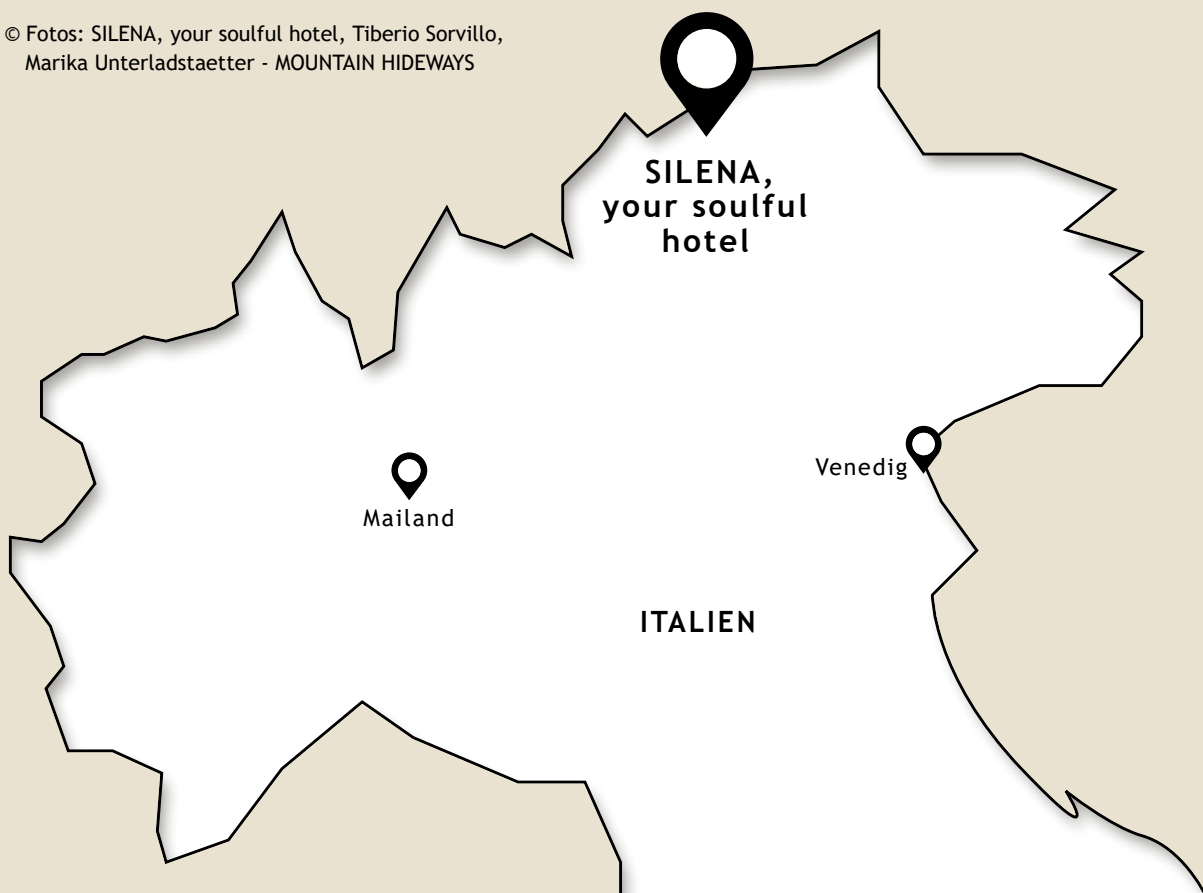 © Fotos: SILENA, your soulful hotel, Tiberio Sorvillo,
Marika Unterladstaetter - MOUNTAIN HIDEWAYS
SILENA,
your soulful
hotel
Venedig
Mailand
ITALIEN